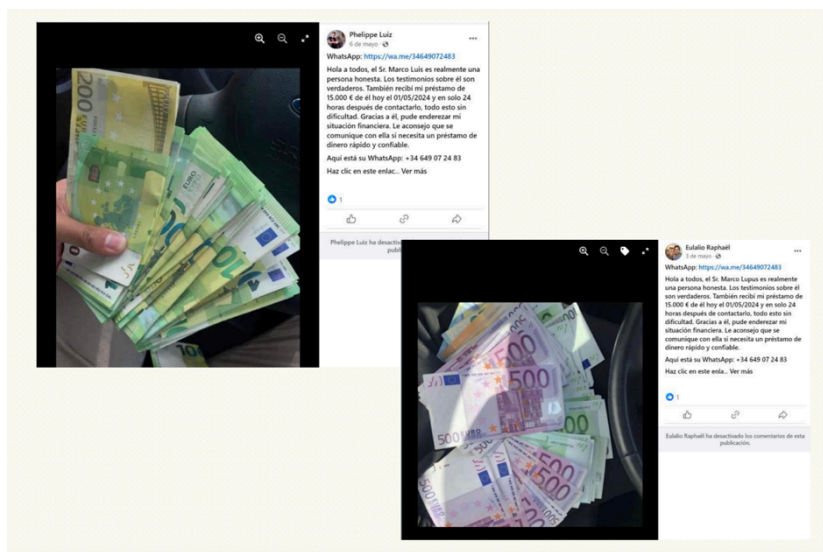 Phelippe Luiz
6 de mayo
WhatsApp: https://wa.me/34649072483
Hola a todos, el Sr. Marco Luis es realmente una
persona honesta. Los testimonios sobre él son
verdaderos. También recibí mi préstamo de
15.000 € de él hoy el 01/05/2024 y en solo 24
horas después de contactarlo, todo esto sin
dificultad. Gracias a él, pude enderezar mi
situación financiera. Le aconsejo que se
comunique con ella si necesita un préstamo de
dinero rápido y confiable.
Aquí está su WhatsApp: +34 649 07 24 83
Haz clic en este enlac... Ver más
1
Phelippe Luiz ha desactiv
publi
200
EURO
100
Eulalio Raphaël
3 de mayo
WhatsApp: https://wa.me/34649072483
Hola a todos, el Sr. Marco Lupus es realmente
una persona honesta. Los testimonios sobre él
son verdaderos. También recibí mi préstamo de
15.000 € de él hoy el 01/05/2024 y en solo 24
horas después de contactarlo, todo esto sin
dificultad. Gracias a él, pude enderezar mi
situación financiera. Le aconsejo que se
comunique con ella si necesita un préstamo de
dinero rápido y confiable.
Aquí está su WhatsApp: +34 649 07 24 83
Haz clic en este enla... Ver más
1
Eulalio Raphaël ha desactivado los comentarios de esta
publicación.
500
500 EURO
500
500